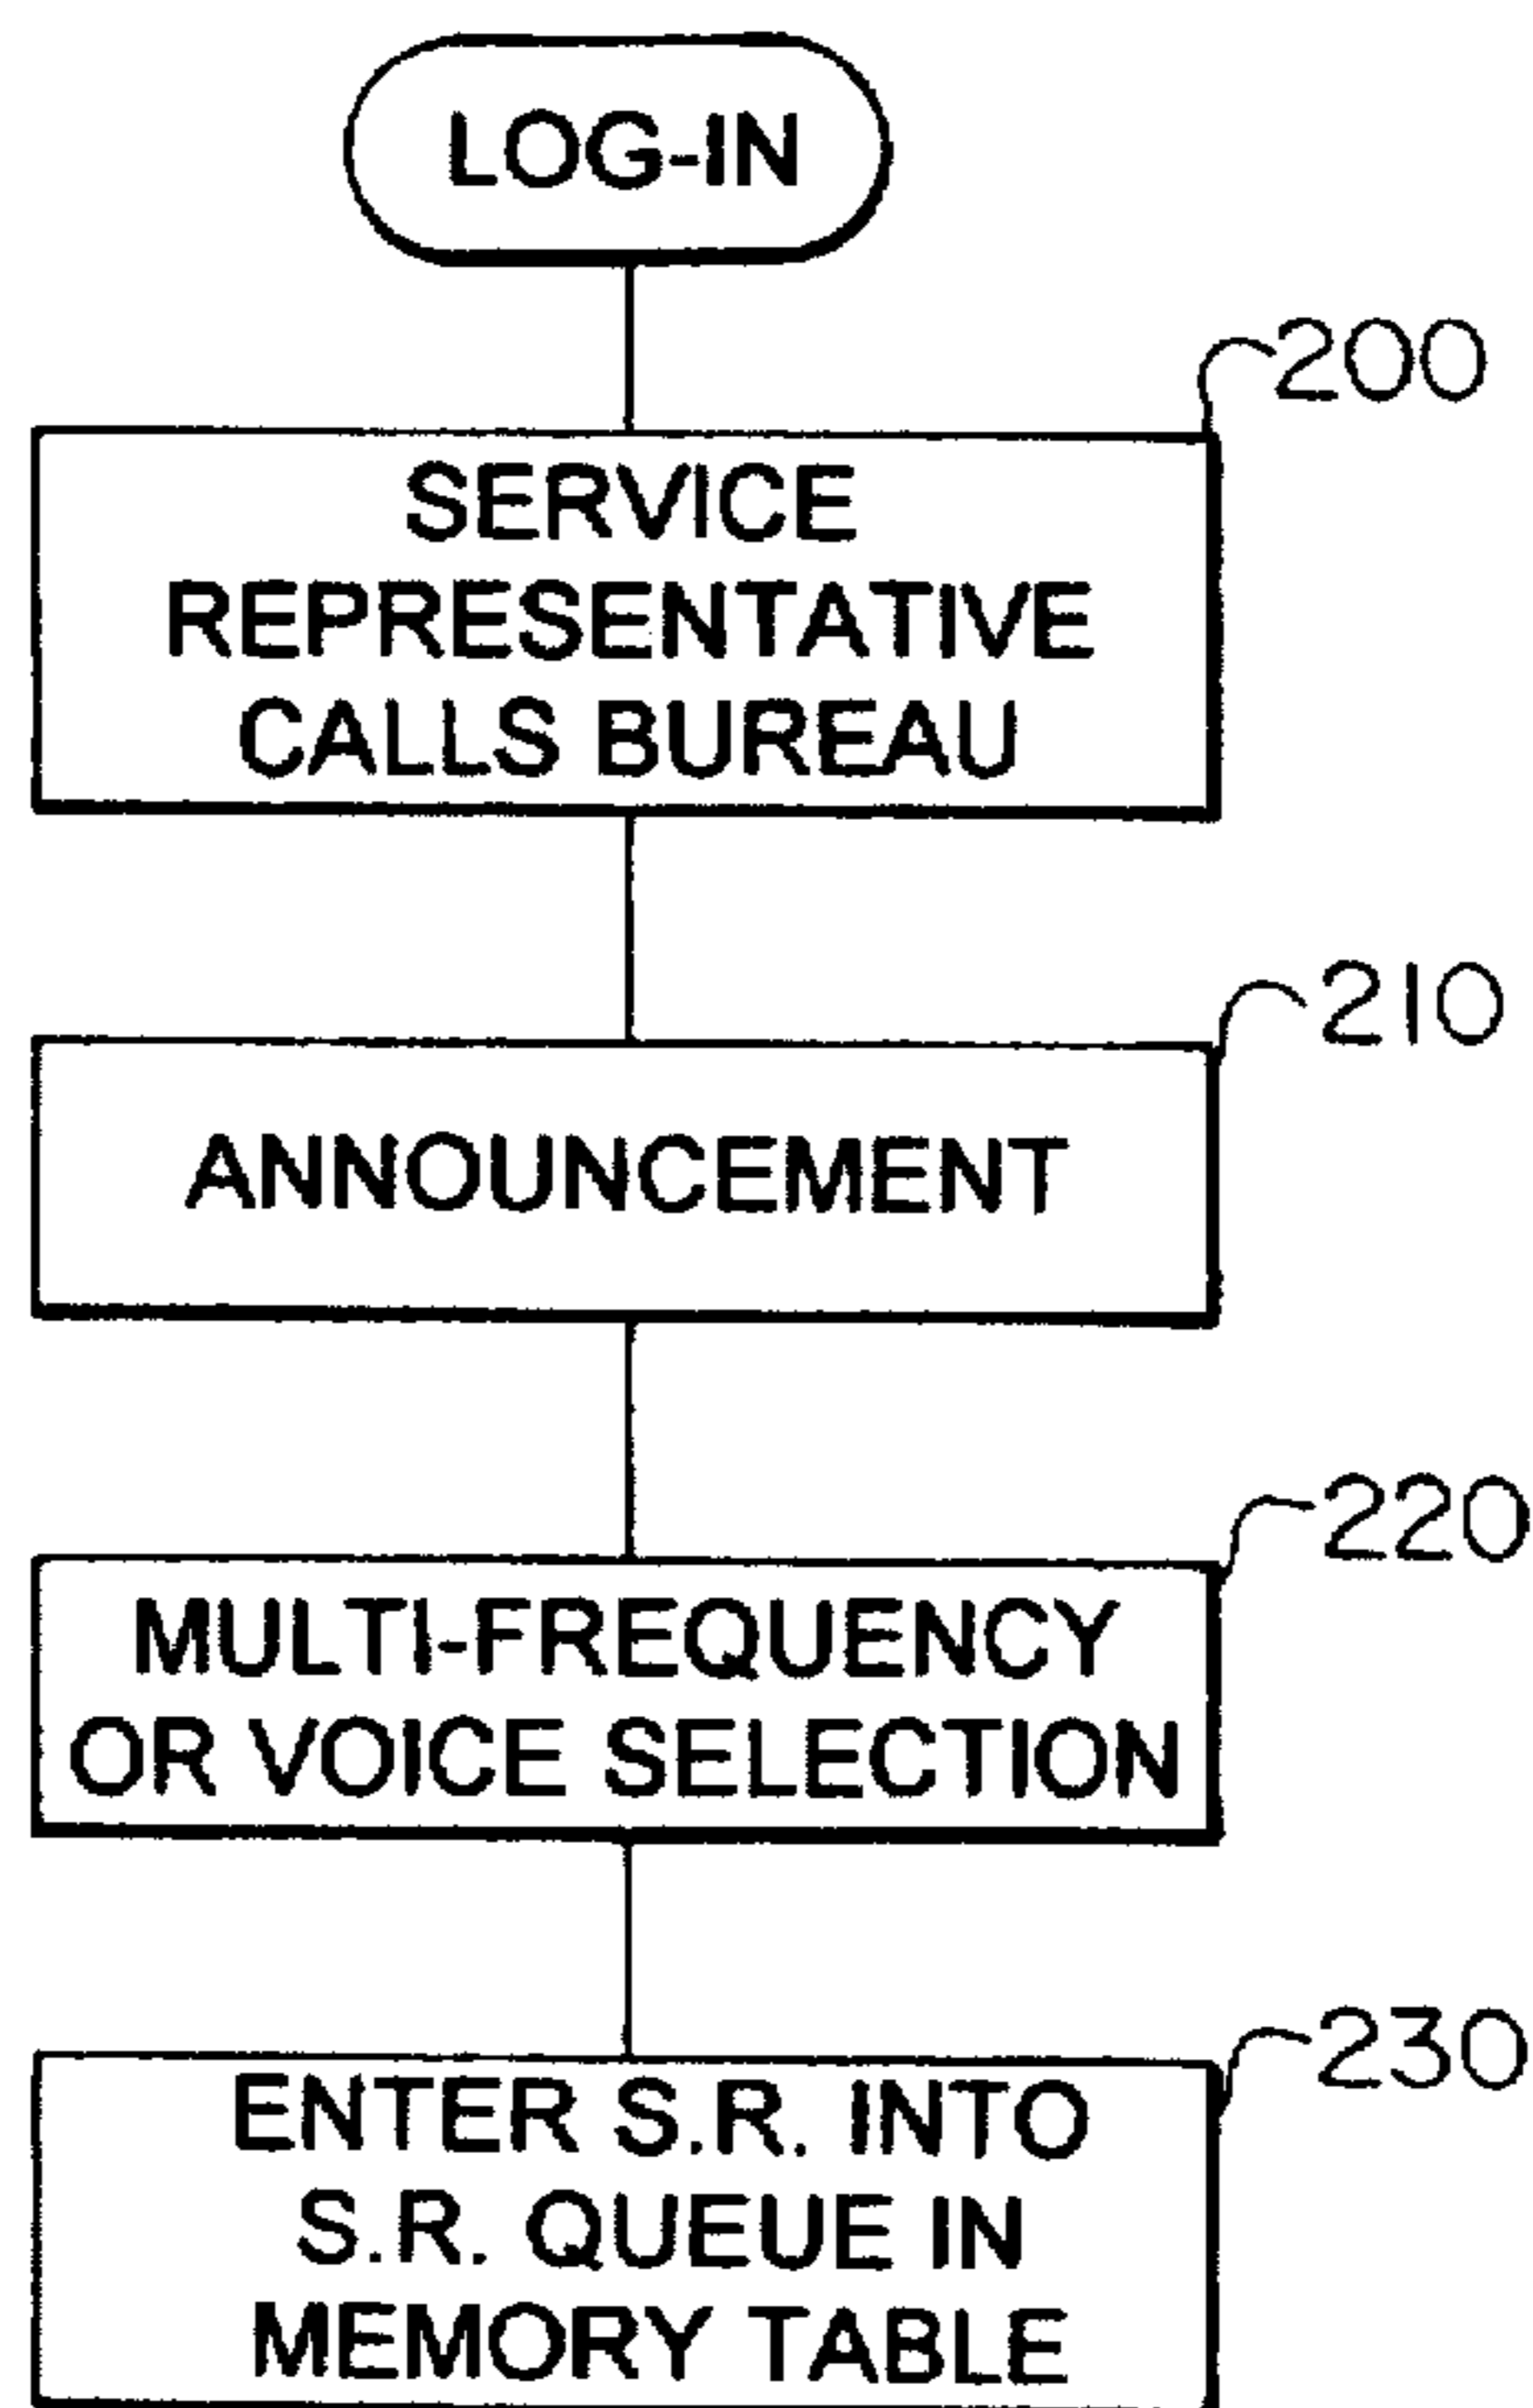 LOG-IN
200
SERVICE
REPRESENTATIVE
CALLS BUREAU
210
ANNOUNCEMENT
220
MULTI-FREQUENCY
OR VOICE SELECTION
230
ENTER S.R. INTO
S.R. QUEUE IN
MEMORY TABLE